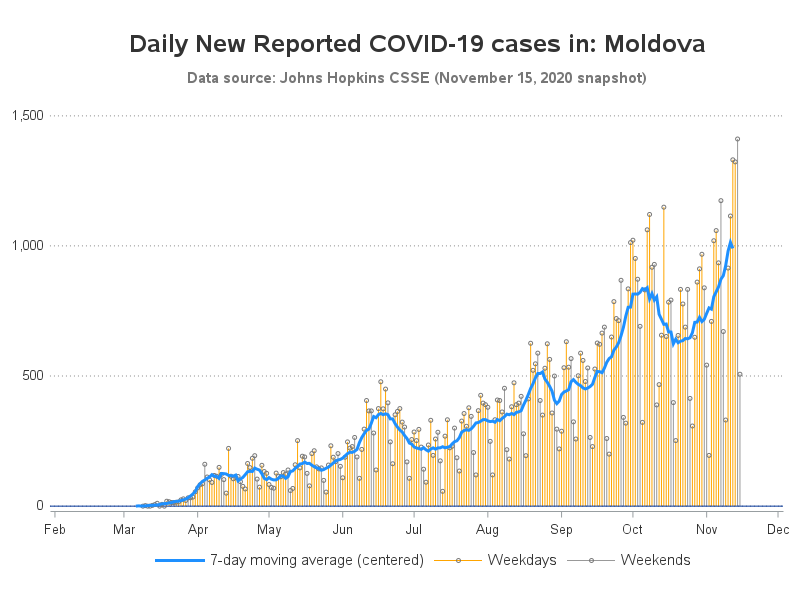 Daily New Reported COVID-19 cases in: Moldova
Data source: Johns Hopkins CSSE (November 15, 2020 snapshot)
1,500
1,000
500
0
Feb Mar Apr May Jun Jul Aug Sep Oct Nov Dec
7-day moving average (centered) Weekdays Weekends